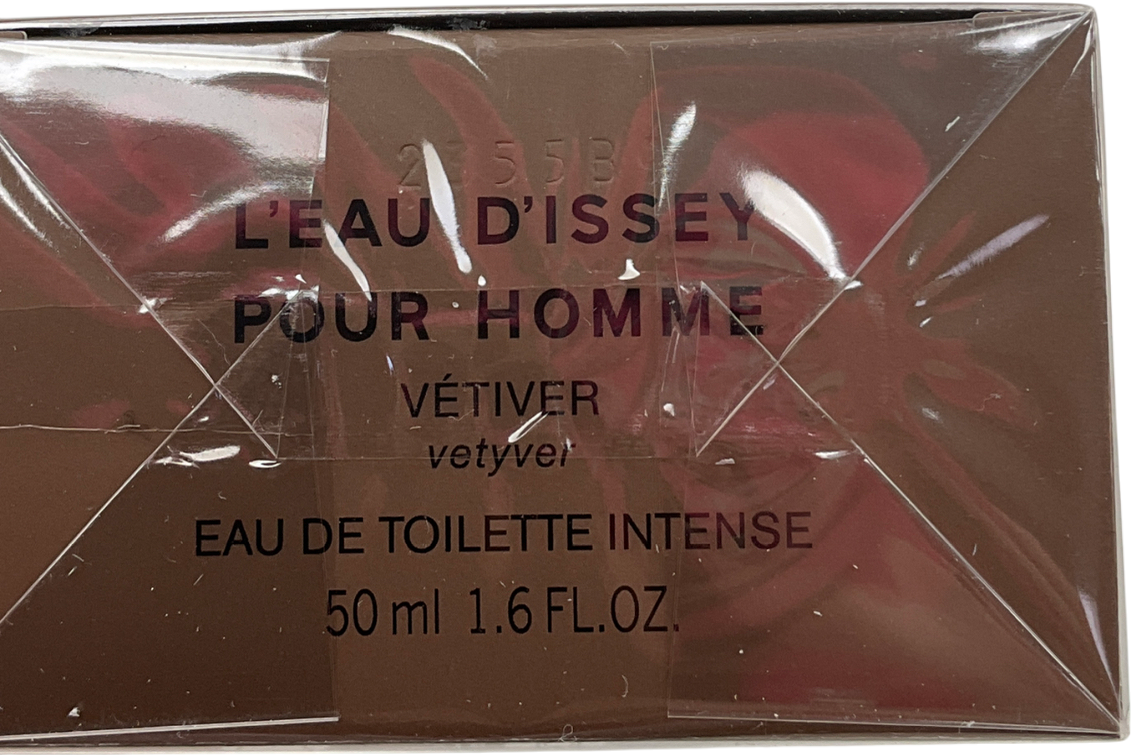 L'EAU D'ISSEY
POUR HOMME
VÉTIVER
vetyver
EAU DE TOILETTE INTENSE
50 ml 1.6 FL.OZ.